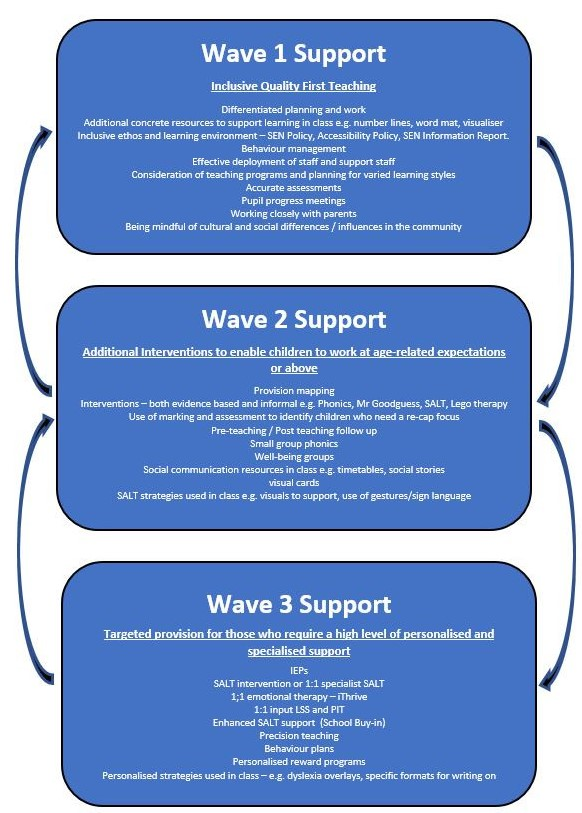 Wave 1 Support
Inclusive Quality First Teaching
Differentiated planning and work
Additional concrete resources to support learning in class e.g. number lines, word mat, visualiser
Inclusive ethos and learning environment – SEN Policy, Accessibility Policy, SEN Information Report.
Behaviour management
Effective deployment of staff and support staff
Consideration of teaching programs and planning for varied learning styles
Accurate assessments
Pupil progress meetings
Working closely with parents
Being mindful of cultural and social differences / influences in the community
Wave 2 Support
Additional Interventions to enable children to work at age-related expectations
or above
Provision mapping
Interventions – both evidence based and informal e.g. Phonics, Mr Goodguess, SALT, Lego therapy
Use of marking and assessment to identify children who need a re-cap focus
Pre-teaching / Post teaching follow up
Small group phonics
Well-being groups
Social communication resources in class e.g. timetables, social stories
visual cards
SALT strategies used in class e.g. visuals to support, use of gestures/sign language
Wave 3 Support
Targeted provision for those who require a high level of personalised and
specialised support
IEPs
SALT intervention or 1:1 specialist SALT
1;1 emotional therapy – iThrive
1:1 input LSS and PIT
Enhanced SALT support  (School Buy-in)
Precision teaching
Behaviour plans
Personalised reward programs
Personalised strategies used in class – e.g. dyslexia overlays, specific formats for writing on